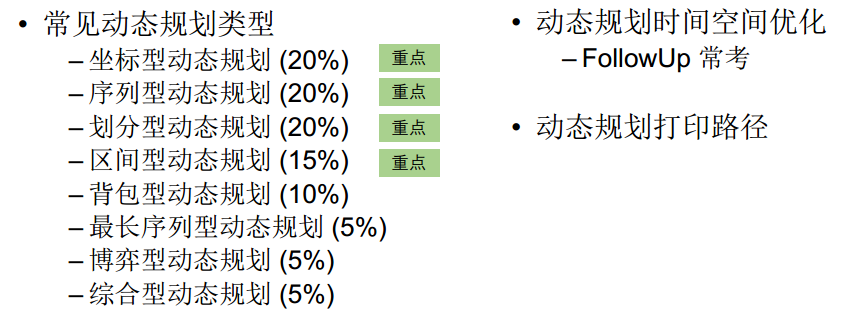 • 常见动态规划类型
– 坐标型动态规划 (20%) 重点
– 序列型动态规划 (20%) 重点
– 划分型动态规划 (20%) 重点
– 区间型动态规划 (15%) 重点
– 背包型动态规划 (10%)
– 最长序列型动态规划 (5%)
– 博弈型动态规划 (5%)
– 综合型动态规划 (5%)
• 动态规划时间空间优化
– FollowUp 常考
• 动态规划打印路径